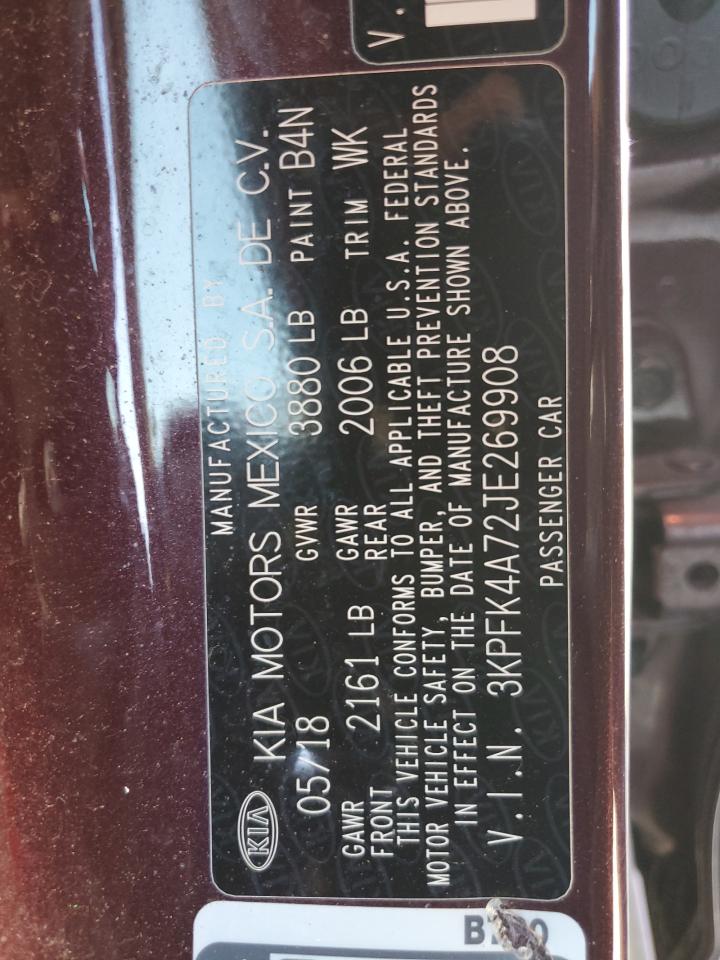 MANUFACTURED BY
KIA KIA MOTORS MEXICO S.A. DE C.V.
05/18 GVWR 3880 LB PAINT B4N
GAWR FRONT 2161 LB GAWR REAR 2006 LB TRIM WK
THIS VEHICLE CONFORMS TO ALL APPLICABLE U.S.A. FEDERAL
MOTOR VEHICLE SAFETY, BUMPER, AND THEFT PREVENTION STANDARDS
IN EFFECT ON THE DATE OF MANUFACTURE SHOWN ABOVE.
V.I.N. 3KPFK4A72JE269908
PASSENGER CAR
V.